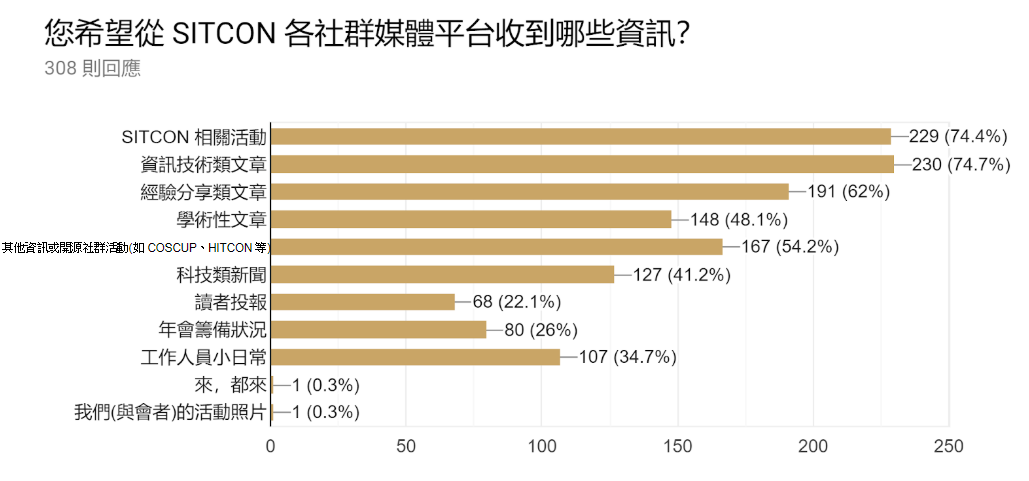 您希望從 SITCON 各社群媒體平台收到哪些資訊?
308 則回應
SITCON 相關活動 229 (74.4%)
資訊技術類文章 230 (74.7%)
經驗分享類文章 191 (62%)
學術性文章 148 (48.1%)
其他資訊或開源社群活動(如 COSCUP、HITCON 等) 167 (54.2%)
科技類新聞 127 (41.2%)
讀者投報 68 (22.1%)
年會籌備狀況 80 (26%)
工作人員小日常 107 (34.7%)
來，都來 1 (0.3%)
我們(與會者)的活動照片 1 (0.3%)
0 50 100 150 200 250